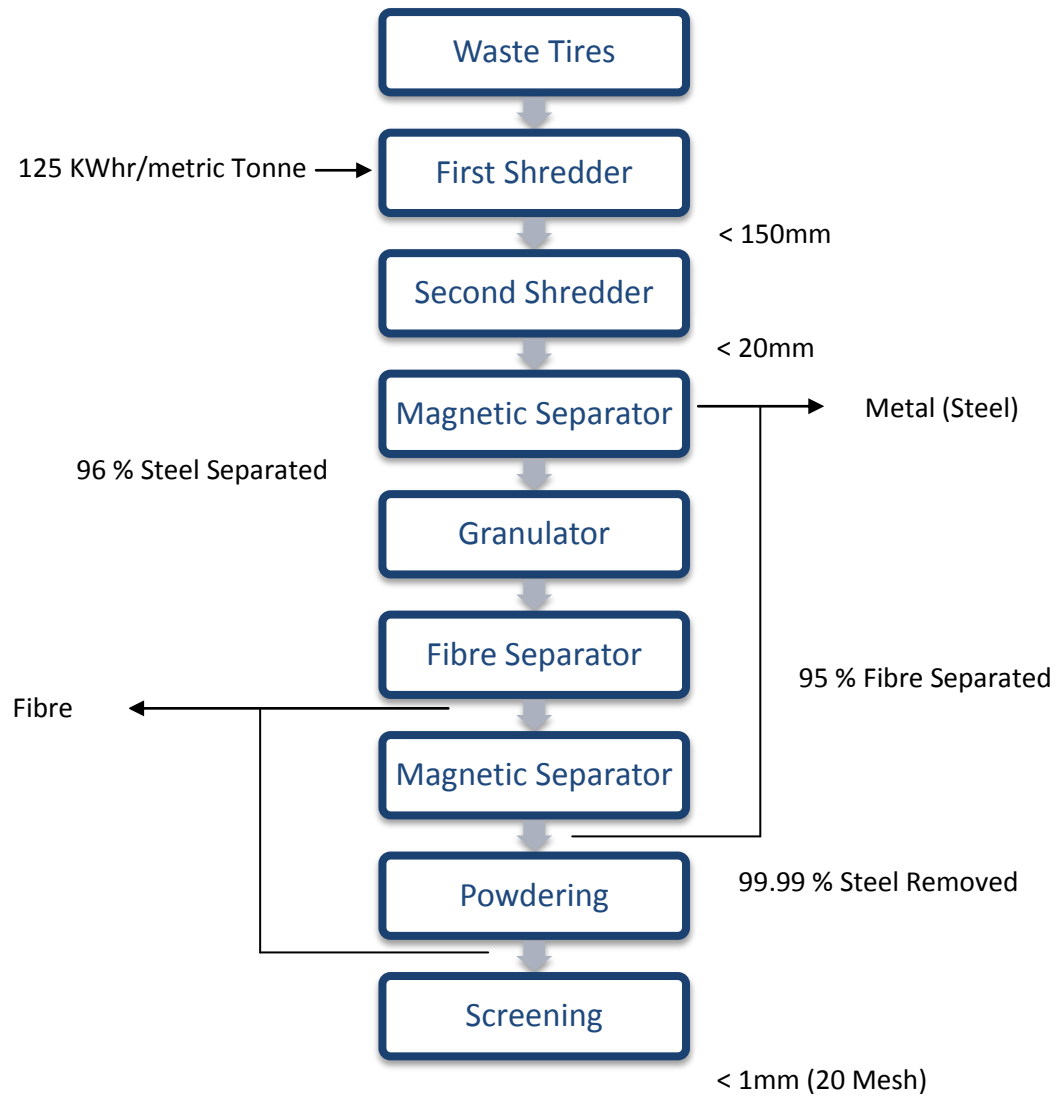 Waste Tires
125 KWhr/metric Tonne
First Shredder
< 150mm
Second Shredder
< 20mm
Magnetic Separator
Metal (Steel)
96 % Steel Separated
Granulator
Fibre Separator
95 % Fibre Separated
Fibre
Magnetic Separator
99.99 % Steel Removed
Powdering
Screening
< 1mm (20 Mesh)